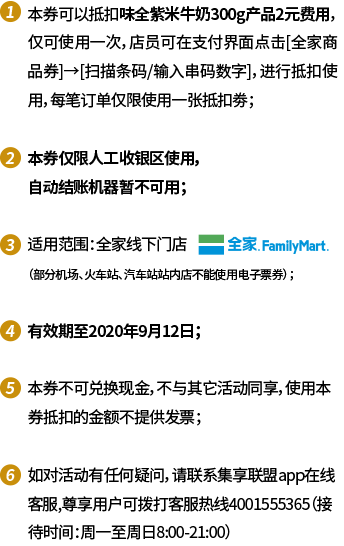 1 本券可以抵扣味全紫米牛奶300g产品2元费用，
仅可使用一次，店员可在支付界面点击[全家商
品券]→[扫描条码/输入串码数字]，进行抵扣使
用，每笔订单仅限使用一张抵扣券；
2 本券仅限人工收银区使用，
自动结账机器暂不可用；
3 适用范围：全家线下门店 全家.FamilyMart.
（部分机场、火车站、汽车站站内店不能使用电子票券）；
4 有效期至2020年9月12日；
5 本券不可兑换现金，不与其它活动同享，使用本
券抵扣的金额不提供发票；
6 如对活动有任何疑问，请联系集享联盟app在线
客服,尊享用户可拨打客服热线4001555365（接
待时间：周一至周日8:00-21:00）